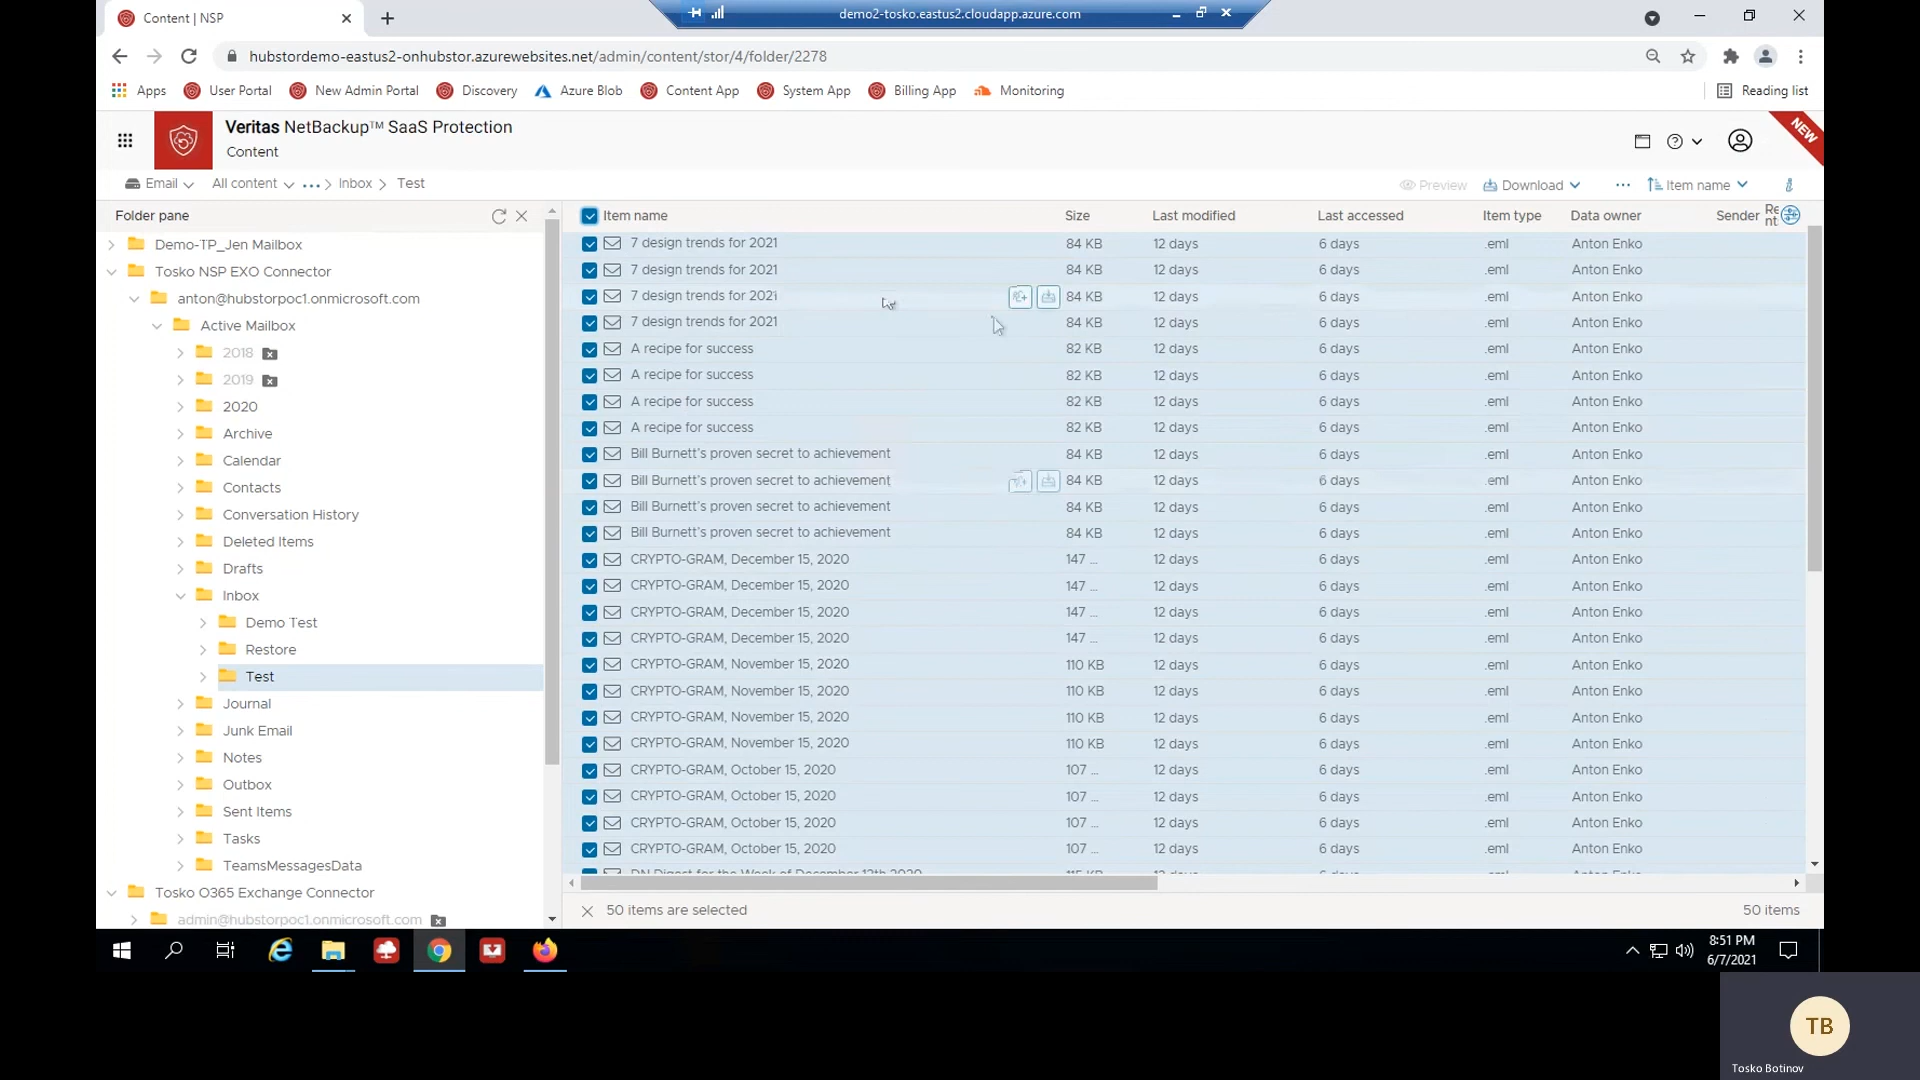 Content | NSP
demo2-tosko.eastus2.cloudapp.azure.com
hubstordemo-eastus2-onhubstor.azurewebsites.net/admin/content/stor/4/folder/2278
Apps User Portal New Admin Portal Discovery Azure Blob Content App System App Billing App Monitoring Reading list
Veritas NetBackup™ SaaS Protection
Content
NEW
Email All content ... > Inbox > Test Preview Download ... Item name
Folder pane
Demo-TP_Jen Mailbox
Tosko NSP EXO Connector
anton@hubstorpoc1.onmicrosoft.com
Active Mailbox
2018
2019
2020
Archive
Calendar
Contacts
Conversation History
Deleted Items
Drafts
Inbox
Demo Test
Restore
Test
Journal
Junk Email
Notes
Outbox
Sent Items
Tasks
TeamsMessagesData
Tosko O365 Exchange Connector
admin@hubstorpoc1.onmicrosoft.com
Item name Size Last modified Last accessed Item type Data owner Sender
7 design trends for 2021 84 KB 12 days 6 days .eml Anton Enko
7 design trends for 2021 84 KB 12 days 6 days .eml Anton Enko
7 design trends for 2021 84 KB 12 days 6 days .eml Anton Enko
7 design trends for 2021 84 KB 12 days 6 days .eml Anton Enko
A recipe for success 82 KB 12 days 6 days .eml Anton Enko
A recipe for success 82 KB 12 days 6 days .eml Anton Enko
A recipe for success 82 KB 12 days 6 days .eml Anton Enko
A recipe for success 82 KB 12 days 6 days .eml Anton Enko
Bill Burnett's proven secret to achievement 84 KB 12 days 6 days .eml Anton Enko
Bill Burnett's proven secret to achievement 84 KB 12 days 6 days .eml Anton Enko
Bill Burnett's proven secret to achievement 84 KB 12 days 6 days .eml Anton Enko
Bill Burnett's proven secret to achievement 84 KB 12 days 6 days .eml Anton Enko
CRYPTO-GRAM, December 15, 2020 147 ... 12 days 6 days .eml Anton Enko
CRYPTO-GRAM, December 15, 2020 147 ... 12 days 6 days .eml Anton Enko
CRYPTO-GRAM, December 15, 2020 147 ... 12 days 6 days .eml Anton Enko
CRYPTO-GRAM, December 15, 2020 147 ... 12 days 6 days .eml Anton Enko
CRYPTO-GRAM, November 15, 2020 110 KB 12 days 6 days .eml Anton Enko
CRYPTO-GRAM, November 15, 2020 110 KB 12 days 6 days .eml Anton Enko
CRYPTO-GRAM, November 15, 2020 110 KB 12 days 6 days .eml Anton Enko
CRYPTO-GRAM, November 15, 2020 110 KB 12 days 6 days .eml Anton Enko
CRYPTO-GRAM, October 15, 2020 107 ... 12 days 6 days .eml Anton Enko
CRYPTO-GRAM, October 15, 2020 107 ... 12 days 6 days .eml Anton Enko
CRYPTO-GRAM, October 15, 2020 107 ... 12 days 6 days .eml Anton Enko
CRYPTO-GRAM, October 15, 2020 107 ... 12 days 6 days .eml Anton Enko
DN Digest for the Week of December 12th 2020
50 items are selected 50 items
8:51 PM
6/7/2021
TB
Tosko Botinov